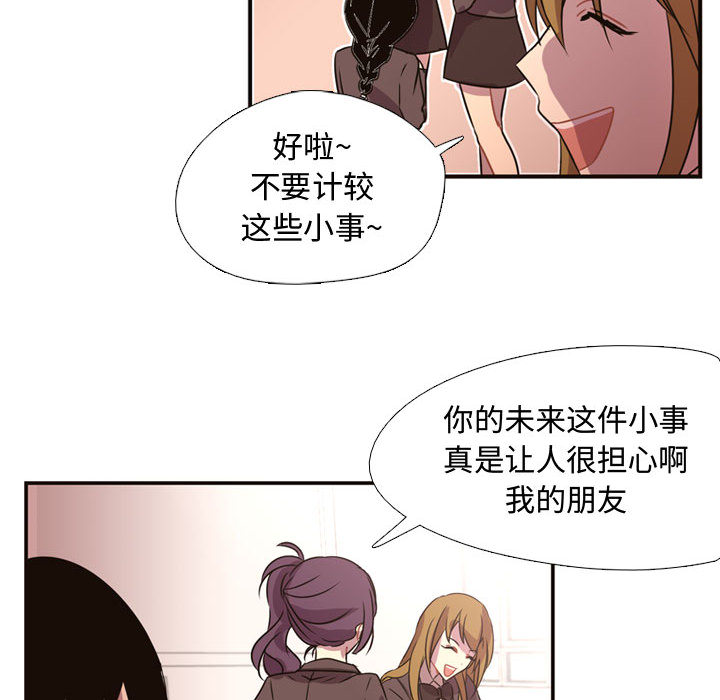 好啦~
不要计较
这些小事~
你的未来这件小事
真是让人很担心啊
我的朋友